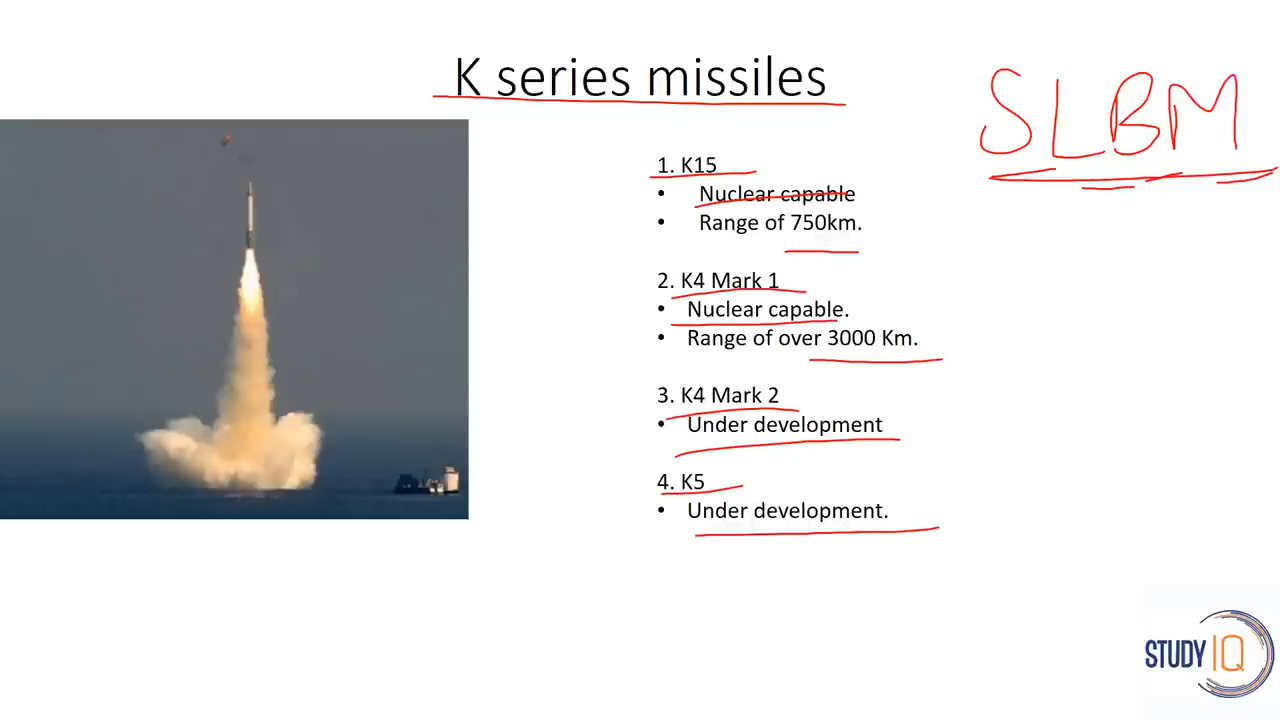 K series missiles
SLBM
1. K15
• Nuclear capable
• Range of 750km.
2. K4 Mark 1
• Nuclear capable.
• Range of over 3000 Km.
3. K4 Mark 2
• Under development
4. K5
• Under development.
STUDY IQ